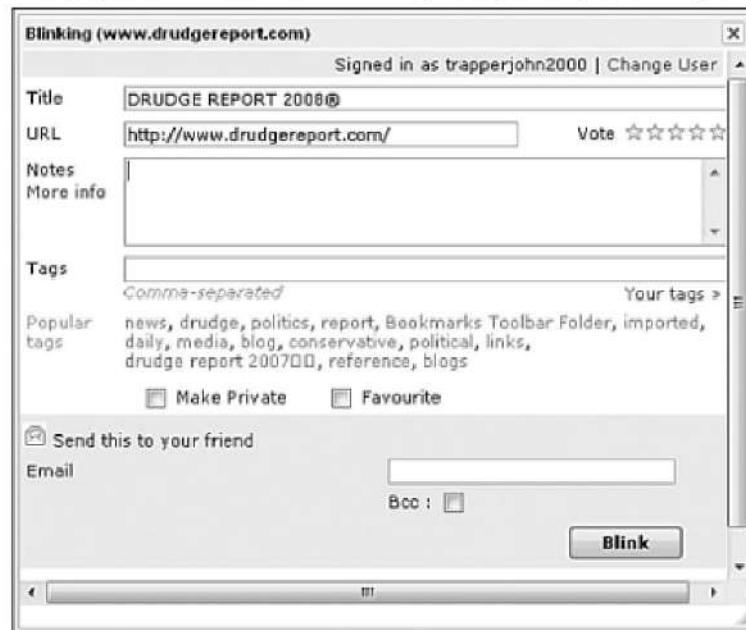 Blinking (www.drudgereport.com)
Signed in as trapperjohn2000 | Change User
Title DRUDGE REPORT 2008®
URL http://www.drudgereport.com/ Vote
Notes
More info
Tags
Comma-separated Your tags »
Popular tags news, drudge, politics, report, Bookmarks Toolbar Folder, imported,
daily, media, blog, conservative, political, links,
drudge report 2007□□, reference, blogs
Make Private Favourite
Send this to your friend
Email
Bcc :
Blink